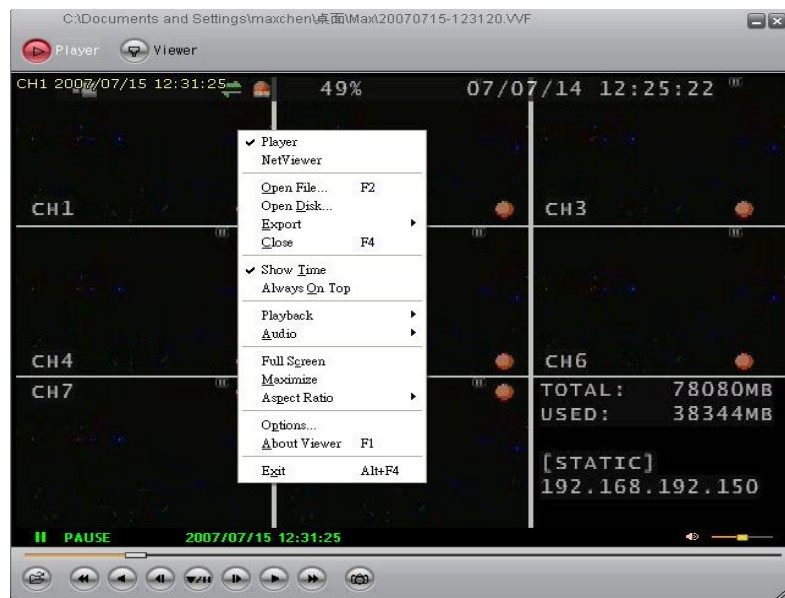 C:\Documents and Settings\maxchen\桌面\Max\20070715-123120.VVF
Player Viewer
CH1 2007/07/15 12:31:25 49% 07/07/14 12:25:22
Player
NetViewer
Open File... F2
Open Disk...
Export
Close F4
Show Time
Always On Top
Playback
Audio
Full Screen
Maximize
Aspect Ratio
Options...
About Viewer F1
Exit Alt+F4
CH1 CH3
CH4 CH6
CH7
TOTAL: 78080MB
USED: 38344MB
[STATIC]
192.168.192.150
PAUSE 2007/07/15 12:31:25